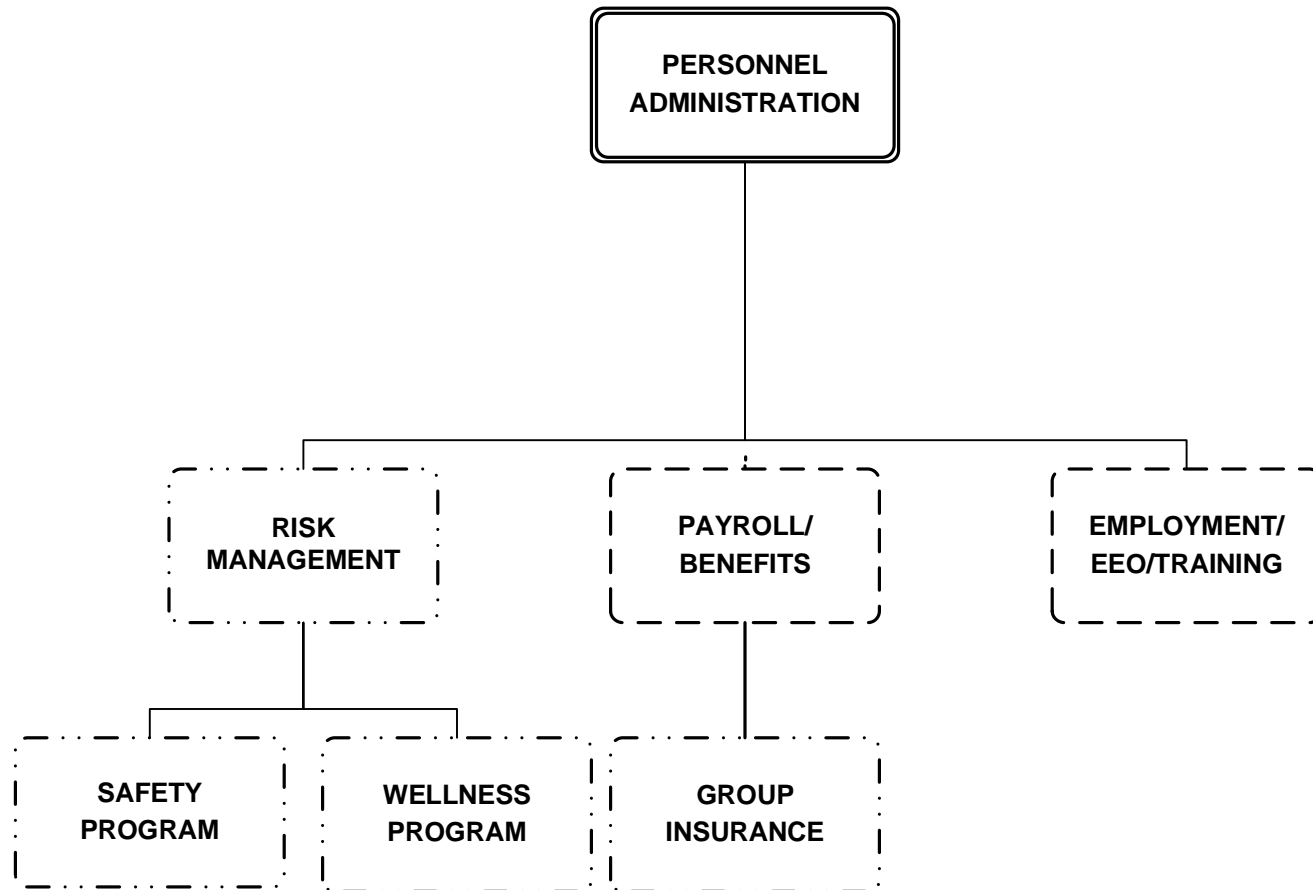 PERSONNEL
ADMINISTRATION
RISK
MANAGEMENT
PAYROLL/
BENEFITS
EMPLOYMENT/
EEO/TRAINING
SAFETY
PROGRAM
WELLNESS
PROGRAM
GROUP
INSURANCE